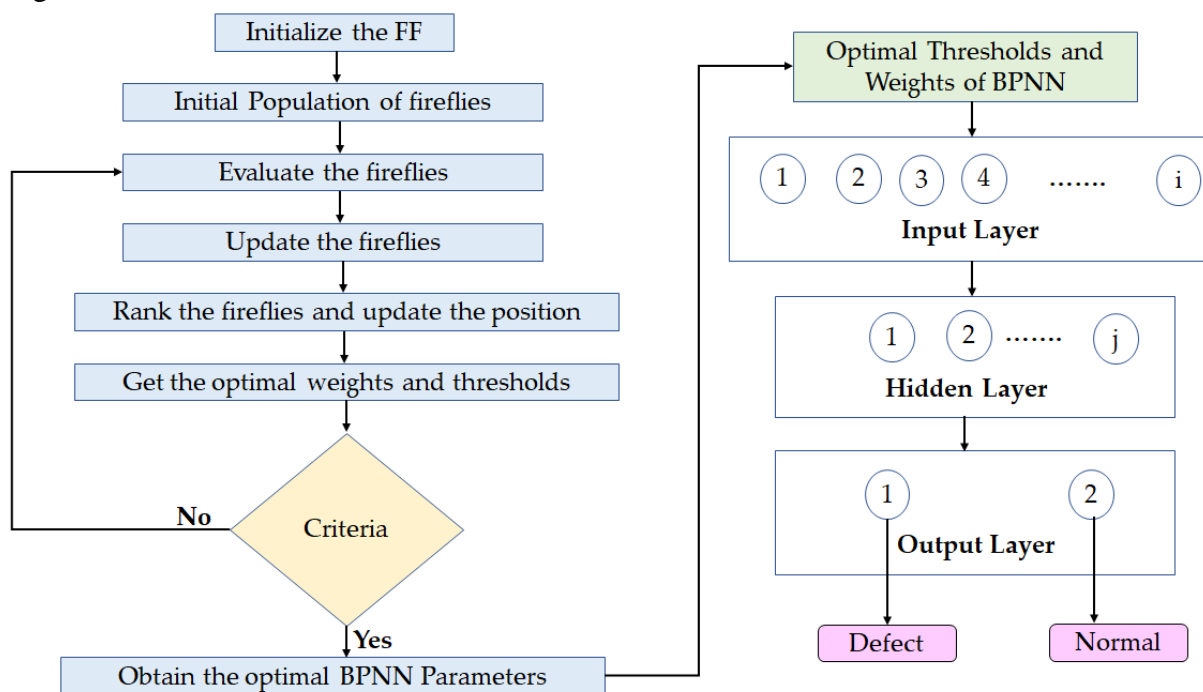 Initialize the FF
Initial Population of fireflies
Evaluate the fireflies
Update the fireflies
Rank the fireflies and update the position
Get the optimal weights and thresholds
Criteria
No
Yes
Obtain the optimal BPNN Parameters
Optimal Thresholds and
Weights of BPNN
1 2 3 4 ....... i
Input Layer
1 2 ....... j
Hidden Layer
1 2
Output Layer
Defect
Normal